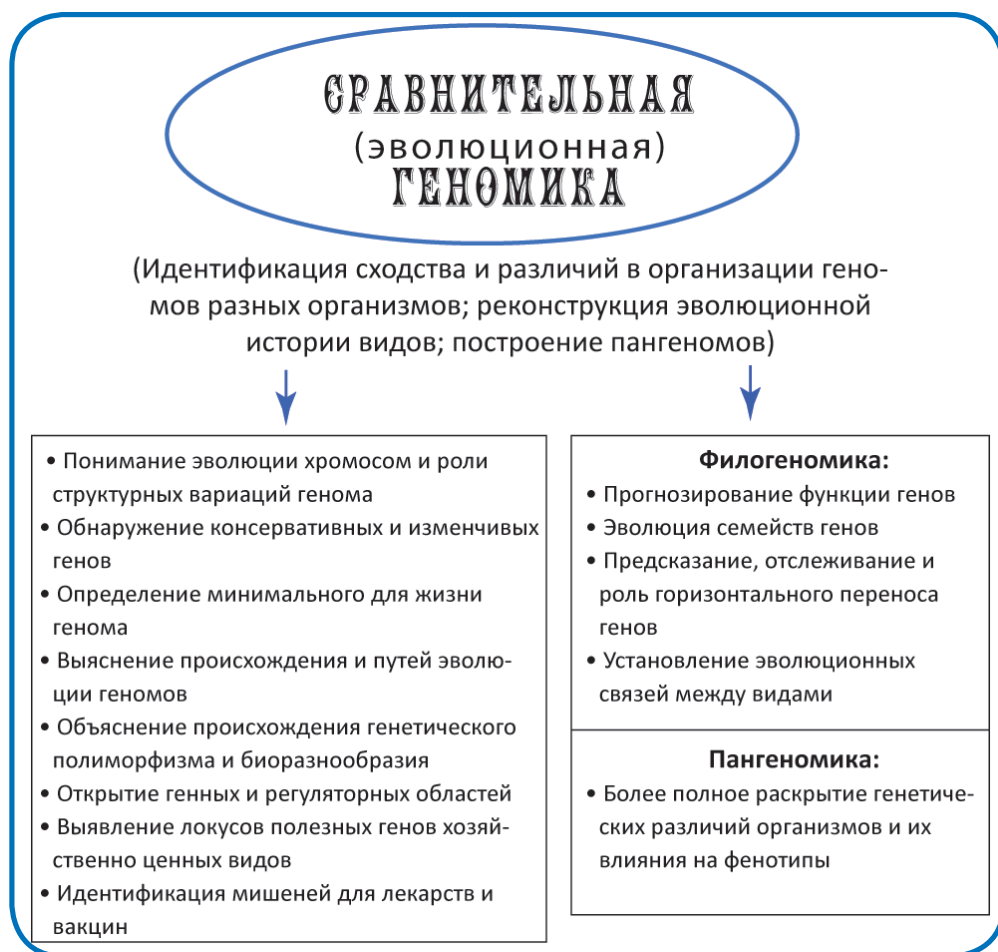 СРАВНИТЕЛЬНАЯ
(эволюционная)
ГЕНОМИКА
(Идентификация сходства и различий в организации гено-
мов разных организмов; реконструкция эволюционной
истории видов; построение пангеномов)
• Понимание эволюции хромосом и роли
структурных вариаций генома
• Обнаружение консервативных и изменчивых
генов
• Определение минимального для жизни
генома
• Выяснение происхождения и путей эволю-
ции геномов
• Объяснение происхождения генетического
полиморфизма и биоразнообразия
• Открытие генных и регуляторных областей
• Выявление локусов полезных генов хозяй-
ственно ценных видов
• Идентификация мишеней для лекарств и
вакцин
Филогеномика:
• Прогнозирование функции генов
• Эволюция семейств генов
• Предсказание, отслеживание и
роль горизонтального переноса
генов
• Установление эволюционных
связей между видами
Пангеномика:
• Более полное раскрытие генетиче-
ских различий организмов и их
влияния на фенотипы